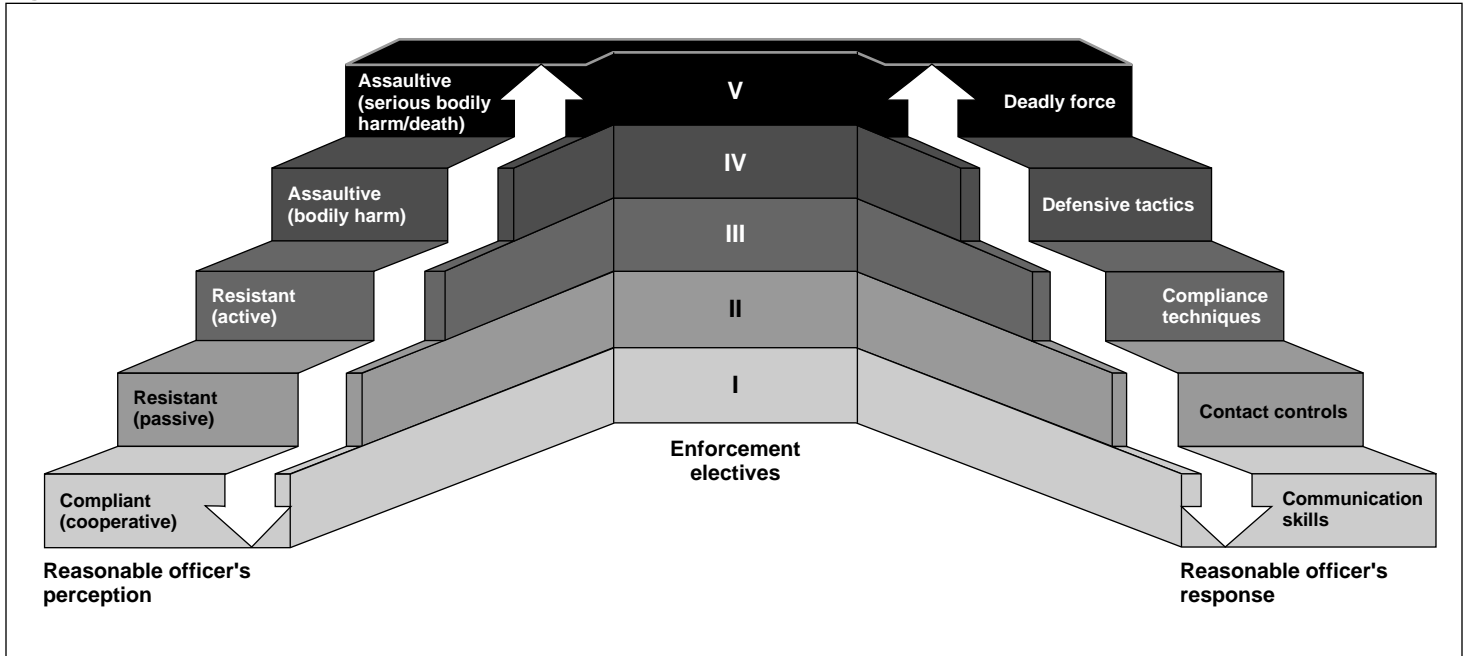 Assaultive
(serious bodily
harm/death)
V
Deadly force
Assaultive
(bodily harm)
IV
Defensive tactics
Resistant
(active)
III
Compliance
techniques
Resistant
(passive)
II
Contact controls
Compliant
(cooperative)
I
Communication
skills
Enforcement
electives
Reasonable officer's
perception
Reasonable officer's
response